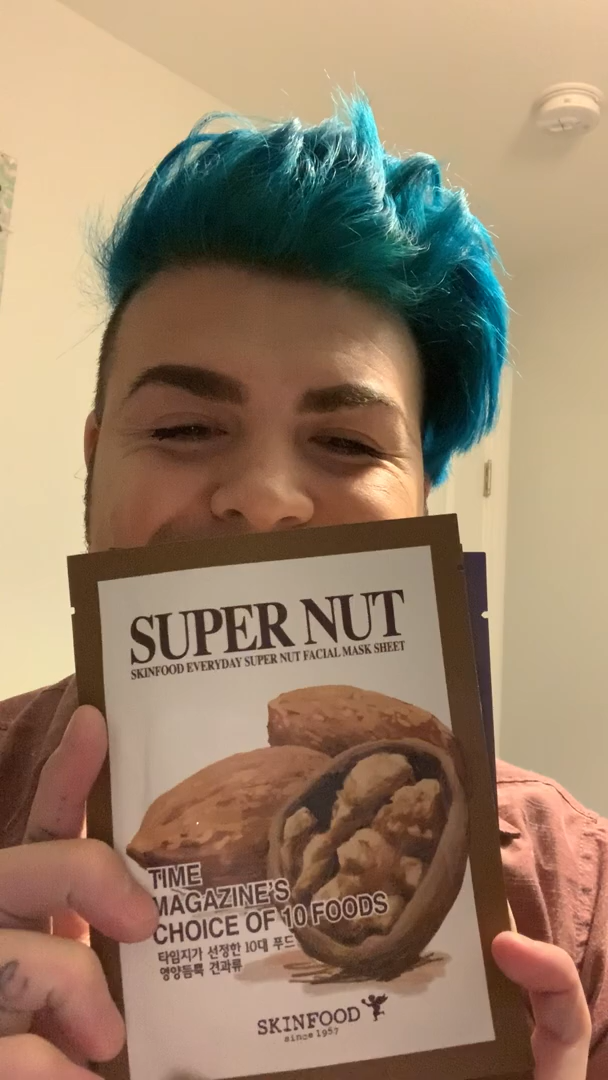 SUPER NUT
SKINFOOD EVERYDAY SUPER NUT FACIAL MASK SHEET
TIME
MAGAZINE'S
CHOICE OF 10 FOODS
타임지가 선정한 10대 푸드
영양듬뿍 견과류
SKINFOOD
since 1957